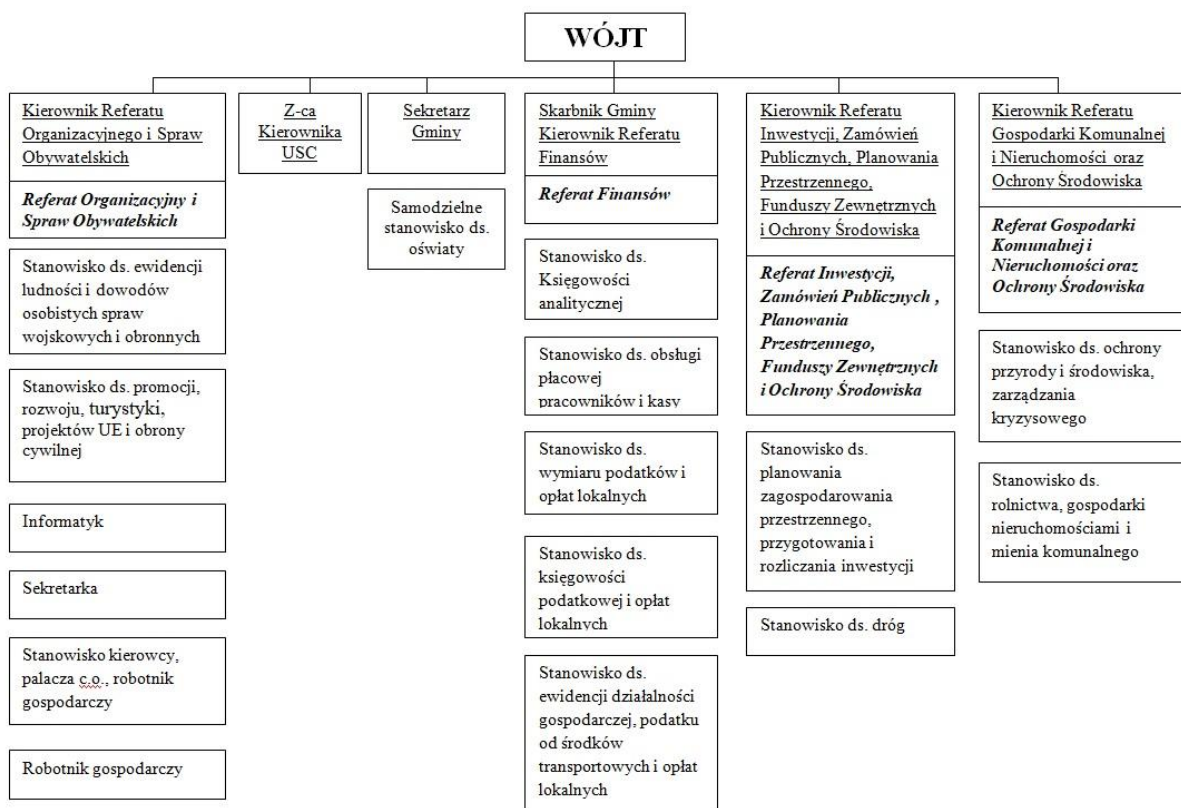 WÓJT
Kierownik Referatu
Organizacyjnego i Spraw
Obywatelskich
Referat Organizacyjny i
Spraw Obywatelskich
Stanowisko ds. ewidencji
ludności i dowodów
osobistych spraw
wojskowych i obronnych
Stanowisko ds. promocji,
rozwoju, turystyki,
projektów UE i obrony
cywilnej
Informatyk
Sekretarka
Stanowisko kierowcy,
palacza c.o., robotnik
gospodarczy
Robotnik gospodarczy
Z-ca
Kierownika
USC
Sekretarz
Gminy
Samodzielne
stanowisko ds.
oświaty
Skarbnik Gminy
Kierownik Referatu
Finansów
Referat Finansów
Stanowisko ds.
Księgowości
analitycznej
Stanowisko ds. obsługi
płacowej
pracowników i kasy
Stanowisko ds.
wymiaru podatków i
opłat lokalnych
Stanowisko ds.
księgowości
podatkowej i opłat
lokalnych
Stanowisko ds.
ewidencji działalności
gospodarczej, podatku
od środków
transportowych i opłat
lokalnych
Kierownik Referatu
Inwestycji, Zamówień
Publicznych, Planowania
Przestrzennego,
Funduszy Zewnętrznych
i Ochrony Środowiska
Referat Inwestycji,
Zamówień Publicznych ,
Planowania
Przestrzennego,
Funduszy Zewnętrznych
i Ochrony Środowiska
Stanowisko ds.
planowania
zagospodarowania
przestrzennego,
przygotowania i
rozliczania inwestycji
Stanowisko ds. dróg
Kierownik Referatu
Gospodarki Komunalnej
i Nieruchomości oraz
Ochrony Środowiska
Referat Gospodarki
Komunalnej i
Nieruchomości oraz
Ochrony Środowiska
Stanowisko ds. ochrony
przyrody i środowiska,
zarządzania
kryzysowego
Stanowisko ds.
rolnictwa, gospodarki
nieruchomościami i
mienia komunalnego